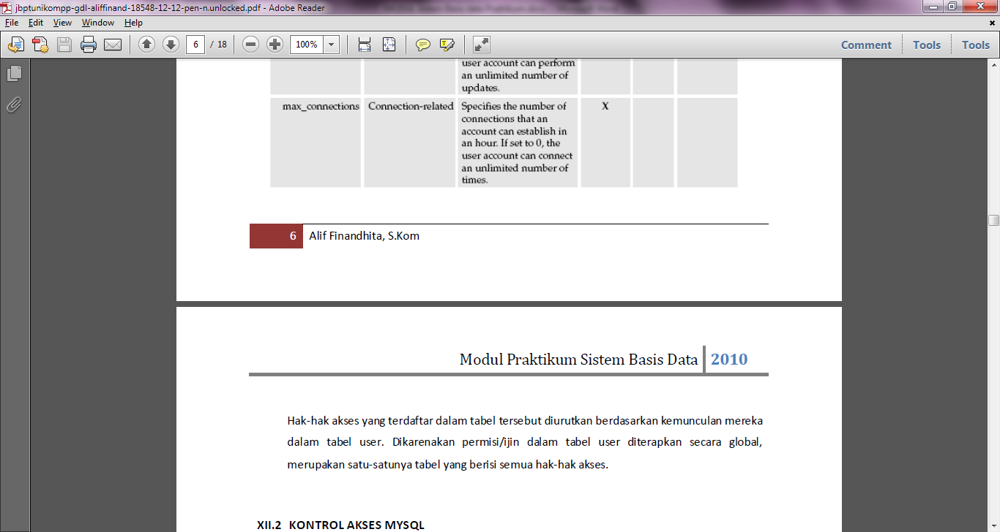 jbptunikompp-gdl-aliffinand-18548-12-12-pen-n.unlocked.pdf - Adobe Reader
File Edit View Window Help
6 / 18 100% Comment Tools Tools
user account can perform
an unlimited number of
updates.
max_connections Connection-related Specifies the number of X
connections that an
account can establish in
an hour. If set to 0, the
user account can connect
an unlimited number of
times.
6 Alif Finandhita, S.Kom
Modul Praktikum Sistem Basis Data 2010
Hak-hak akses yang terdaftar dalam tabel tersebut diurutkan berdasarkan kemunculan mereka
dalam tabel user. Dikarenakan permisi/ijin dalam tabel user diterapkan secara global,
merupakan satu-satunya tabel yang berisi semua hak-hak akses.
XII.2 KONTROL AKSES MYSQL